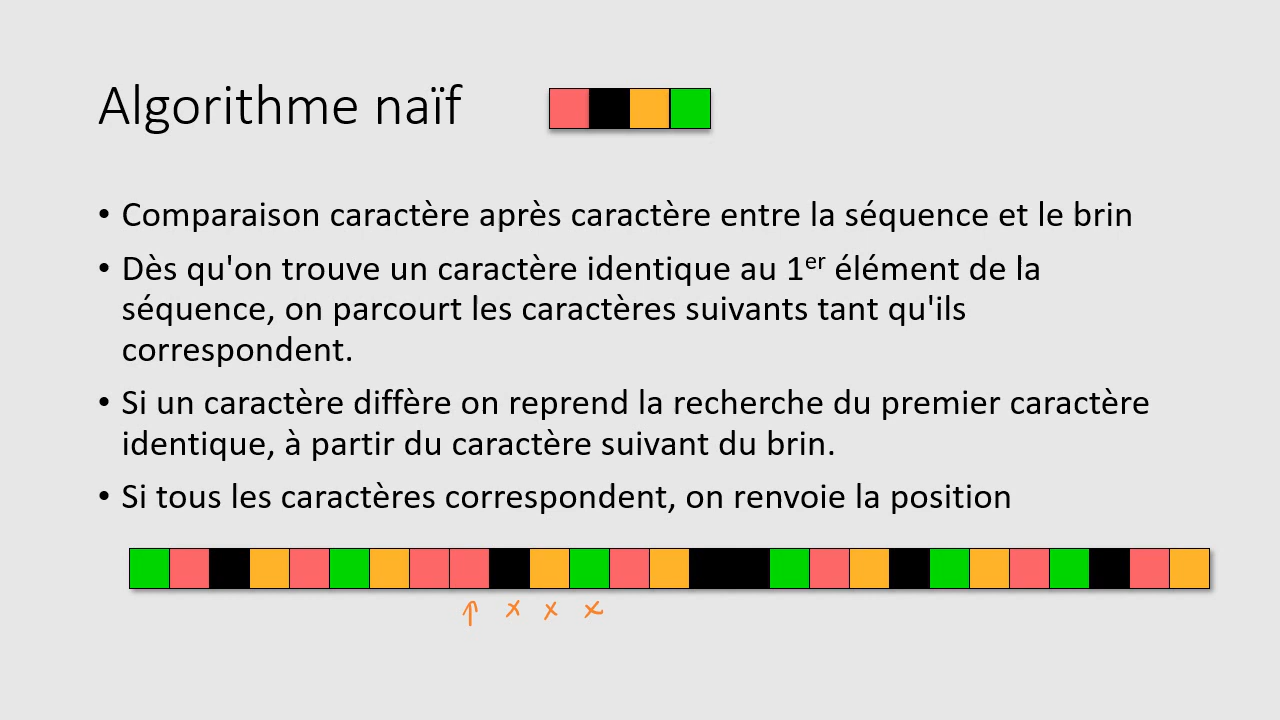 Algorithme naïf
• Comparaison caractère après caractère entre la séquence et le brin
• Dès qu'on trouve un caractère identique au 1er élément de la
séquence, on parcourt les caractères suivants tant qu'ils
correspondent.
• Si un caractère diffère on reprend la recherche du premier caractère
identique, à partir du caractère suivant du brin.
• Si tous les caractères correspondent, on renvoie la position
↑ x x x